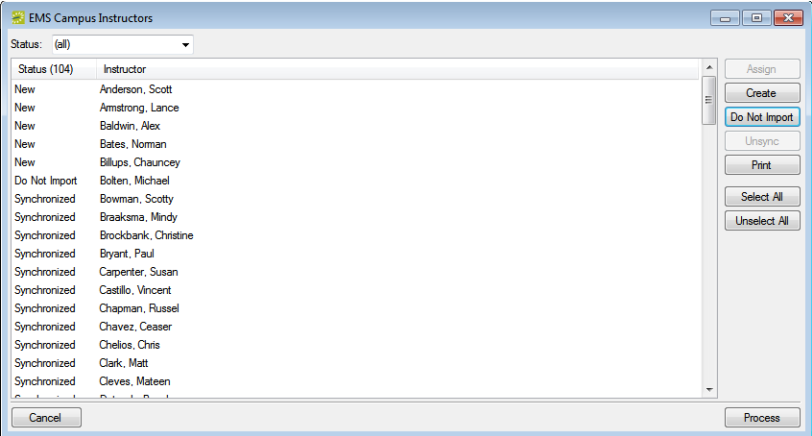 EMS Campus Instructors
Status: (all)
Status (104) Instructor
New Anderson, Scott
New Armstrong, Lance
New Baldwin, Alex
New Bates, Norman
New Billups, Chauncey
Do Not Import Bolten, Michael
Synchronized Bowman, Scotty
Synchronized Braaksma, Mindy
Synchronized Brockbank, Christine
Synchronized Bryant, Paul
Synchronized Carpenter, Susan
Synchronized Castillo, Vincent
Synchronized Chapman, Russel
Synchronized Chavez, Ceaser
Synchronized Chelios, Chris
Synchronized Clark, Matt
Synchronized Cleves, Mateen
Assign
Create
Do Not Import
Unsync
Print
Select All
Unselect All
Cancel
Process